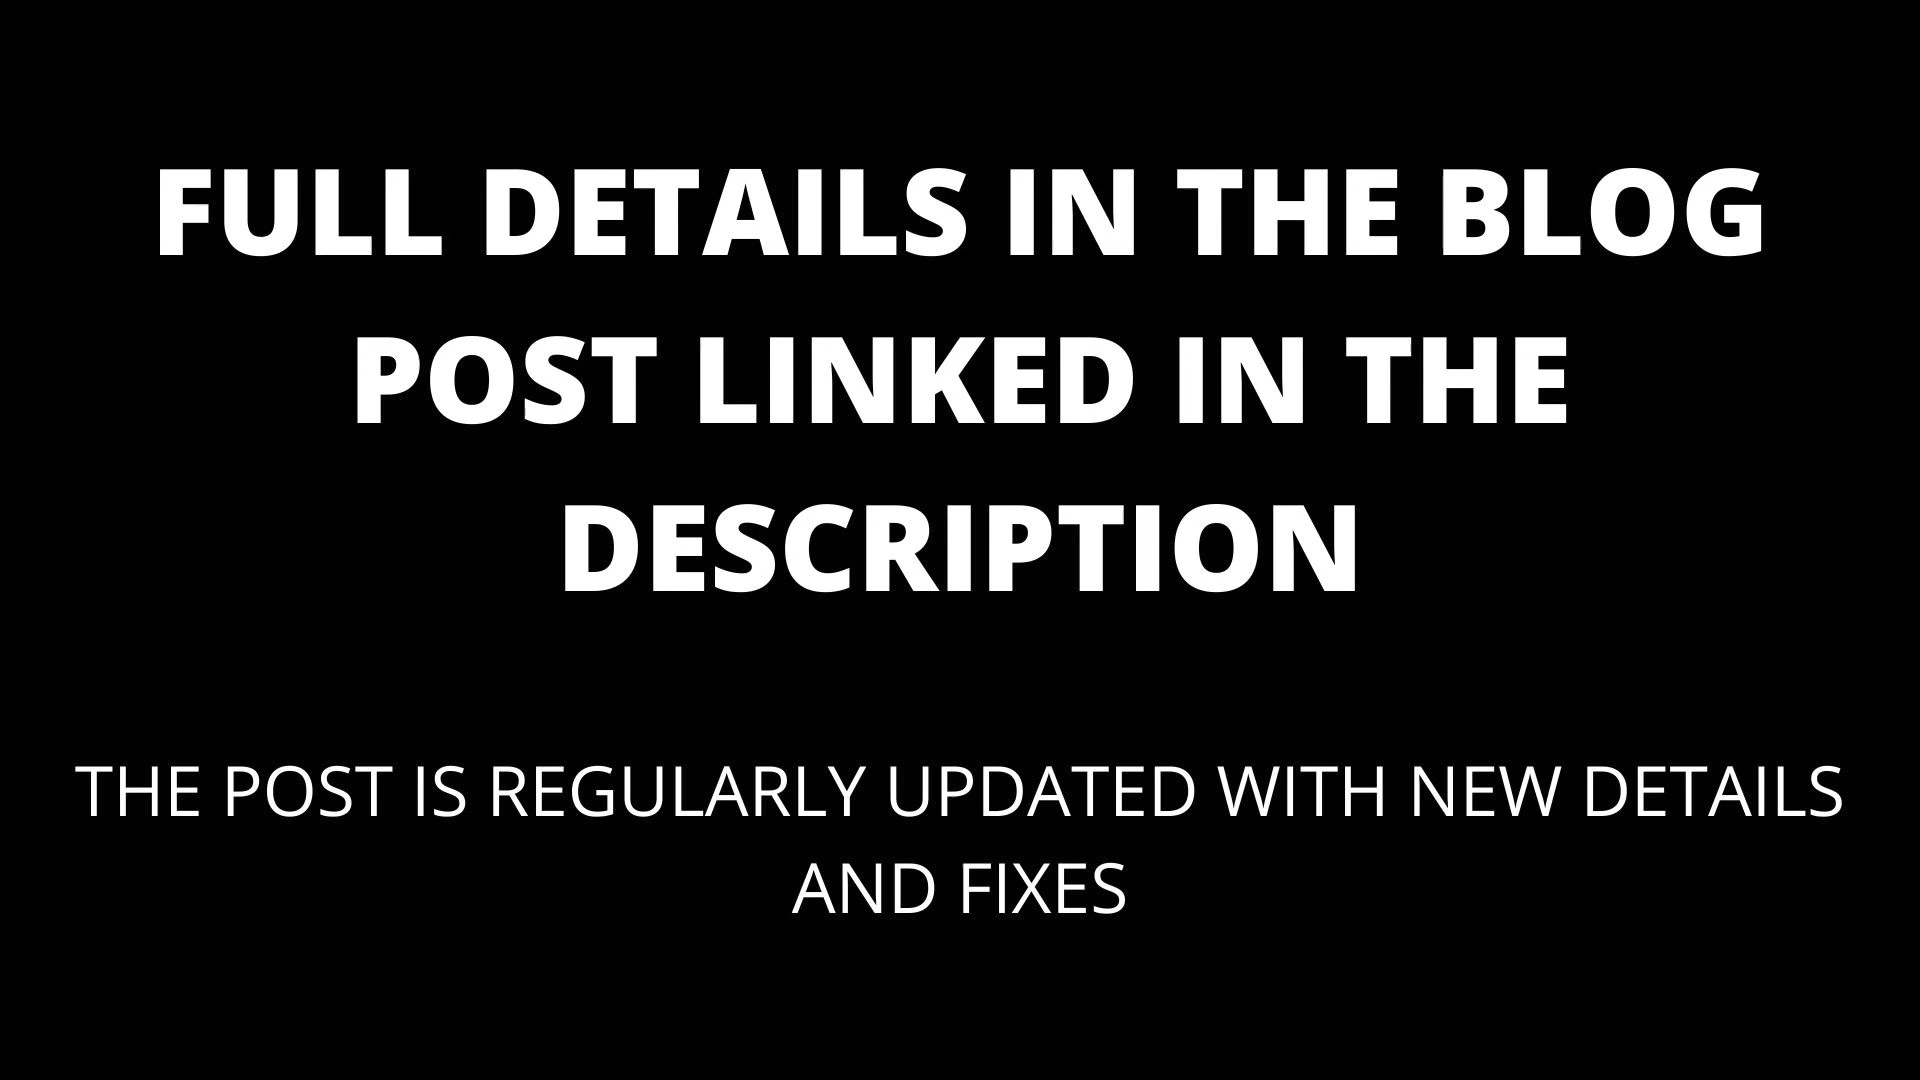 FULL DETAILS IN THE BLOG
POST LINKED IN THE
DESCRIPTION
THE POST IS REGULARLY UPDATED WITH NEW DETAILS
AND FIXES